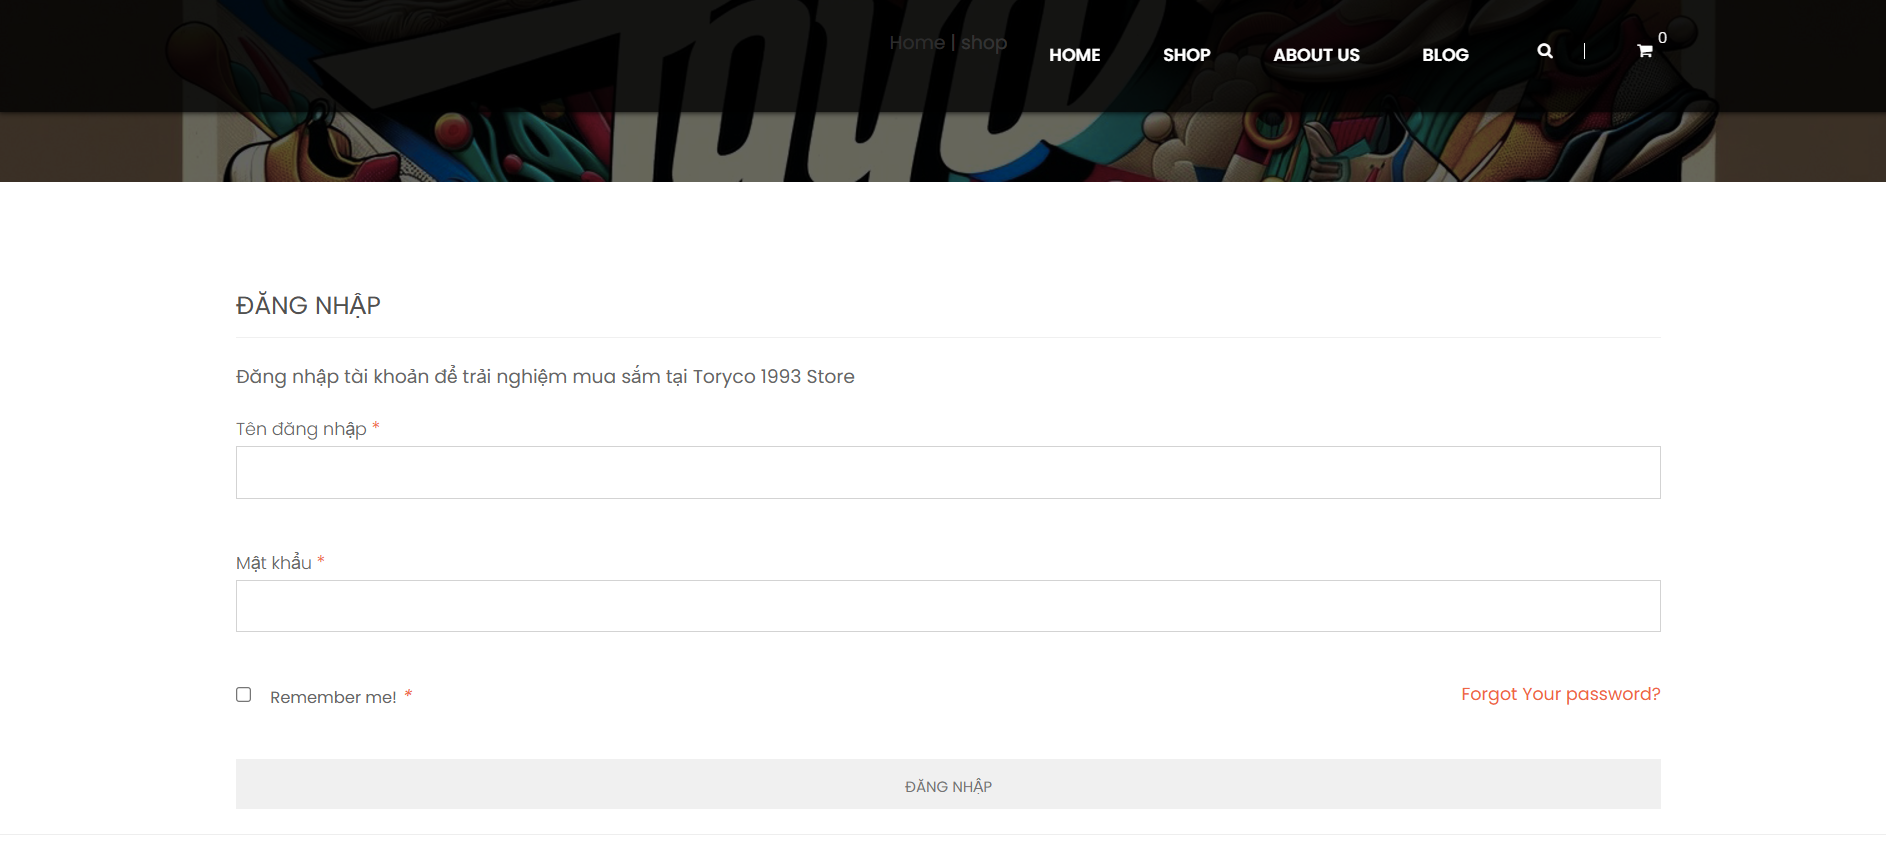 Home | shop
HOME SHOP ABOUT US BLOG 0
ĐĂNG NHẬP
Đăng nhập tài khoản để trải nghiệm mua sắm tại Toryco 1993 Store
Tên đăng nhập *
Mật khẩu *
Remember me! * Forgot Your password?
ĐĂNG NHẬP